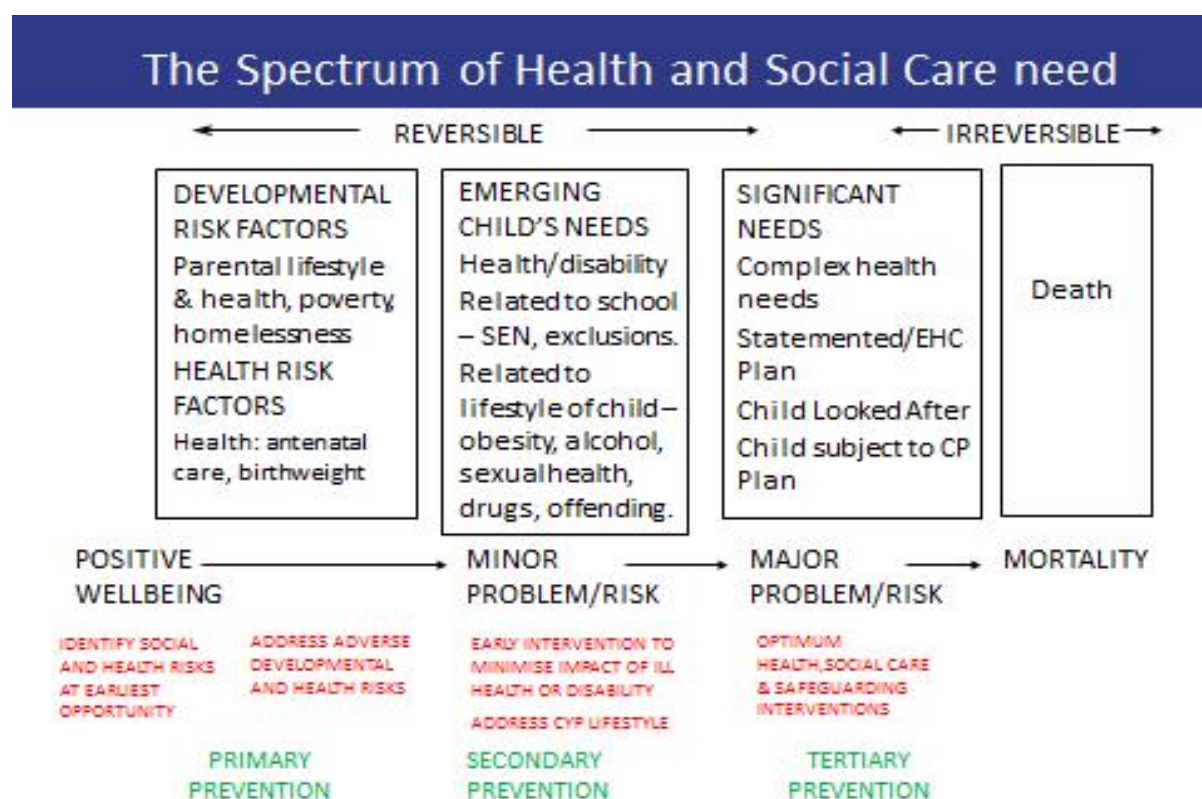 The Spectrum of Health and Social Care need
REVERSIBLE
IRREVERSIBLE
DEVELOPMENTAL
RISK FACTORS
Parental lifestyle
& health, poverty,
homelessness
HEALTH RISK
FACTORS
Health: antenatal
care, birthweight
EMERGING
CHILD'S NEEDS
Health/disability
Related to school
– SEN, exclusions.
Related to
lifestyle of child –
obesity, alcohol,
sexual health,
drugs, offending.
SIGNIFICANT
NEEDS
Complex health
needs
Statemented/EHC
Plan
Child Looked After
Child subject to CP
Plan
Death
POSITIVE
WELLBEING
MINOR
PROBLEM/RISK
MAJOR
PROBLEM/RISK
MORTALITY
IDENTIFY SOCIAL
AND HEALTH RISKS
AT EARLIEST
OPPORTUNITY
ADDRESS ADVERSE
DEVELOPMENTAL
AND HEALTH RISKS
EARLY INTERVENTION TO
MINIMISE IMPACT OF ILL
HEALTH OR DISABILITY
ADDRESS CYP LIFESTYLE
OPTIMUM
HEALTH,SOCIAL CARE
& SAFEGUARDING
INTERVENTIONS
PRIMARY
PREVENTION
SECONDARY
PREVENTION
TERTIARY
PREVENTION